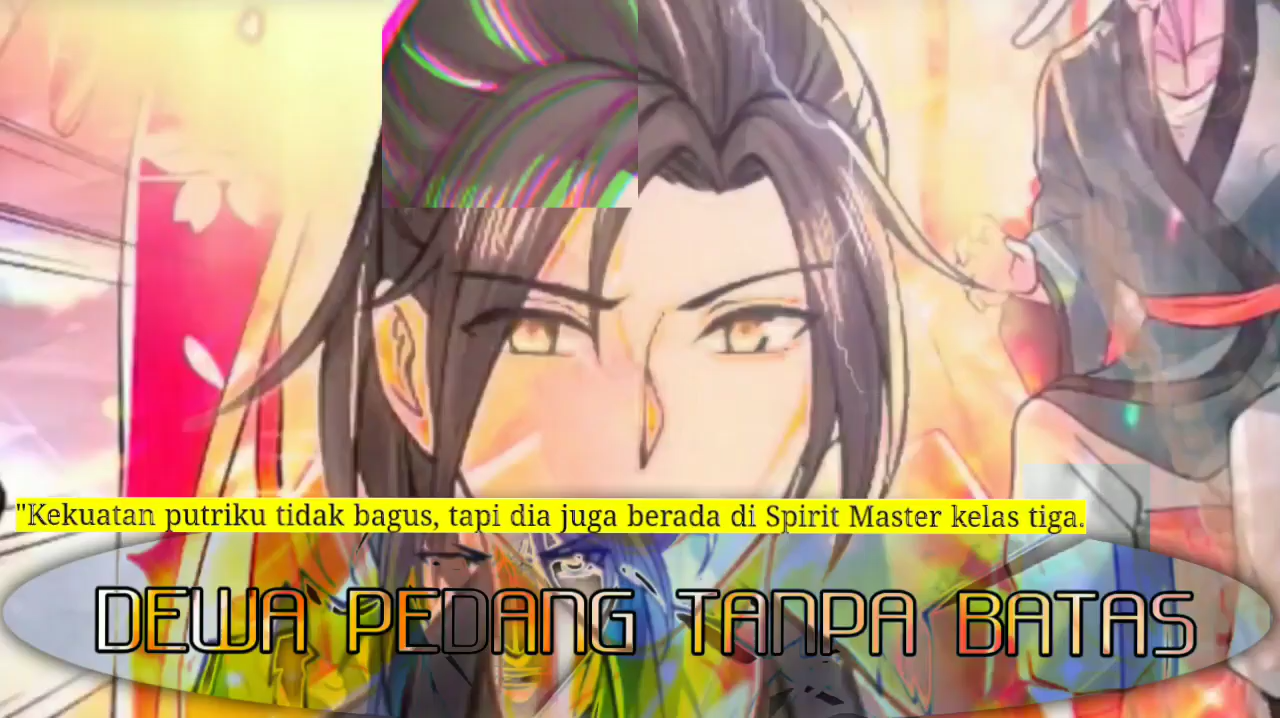 "Kekuatan putriku tidak bagus, tapi dia juga berada di Spirit Master kelas tiga.
DEWA PEDANG TANPA BATAS